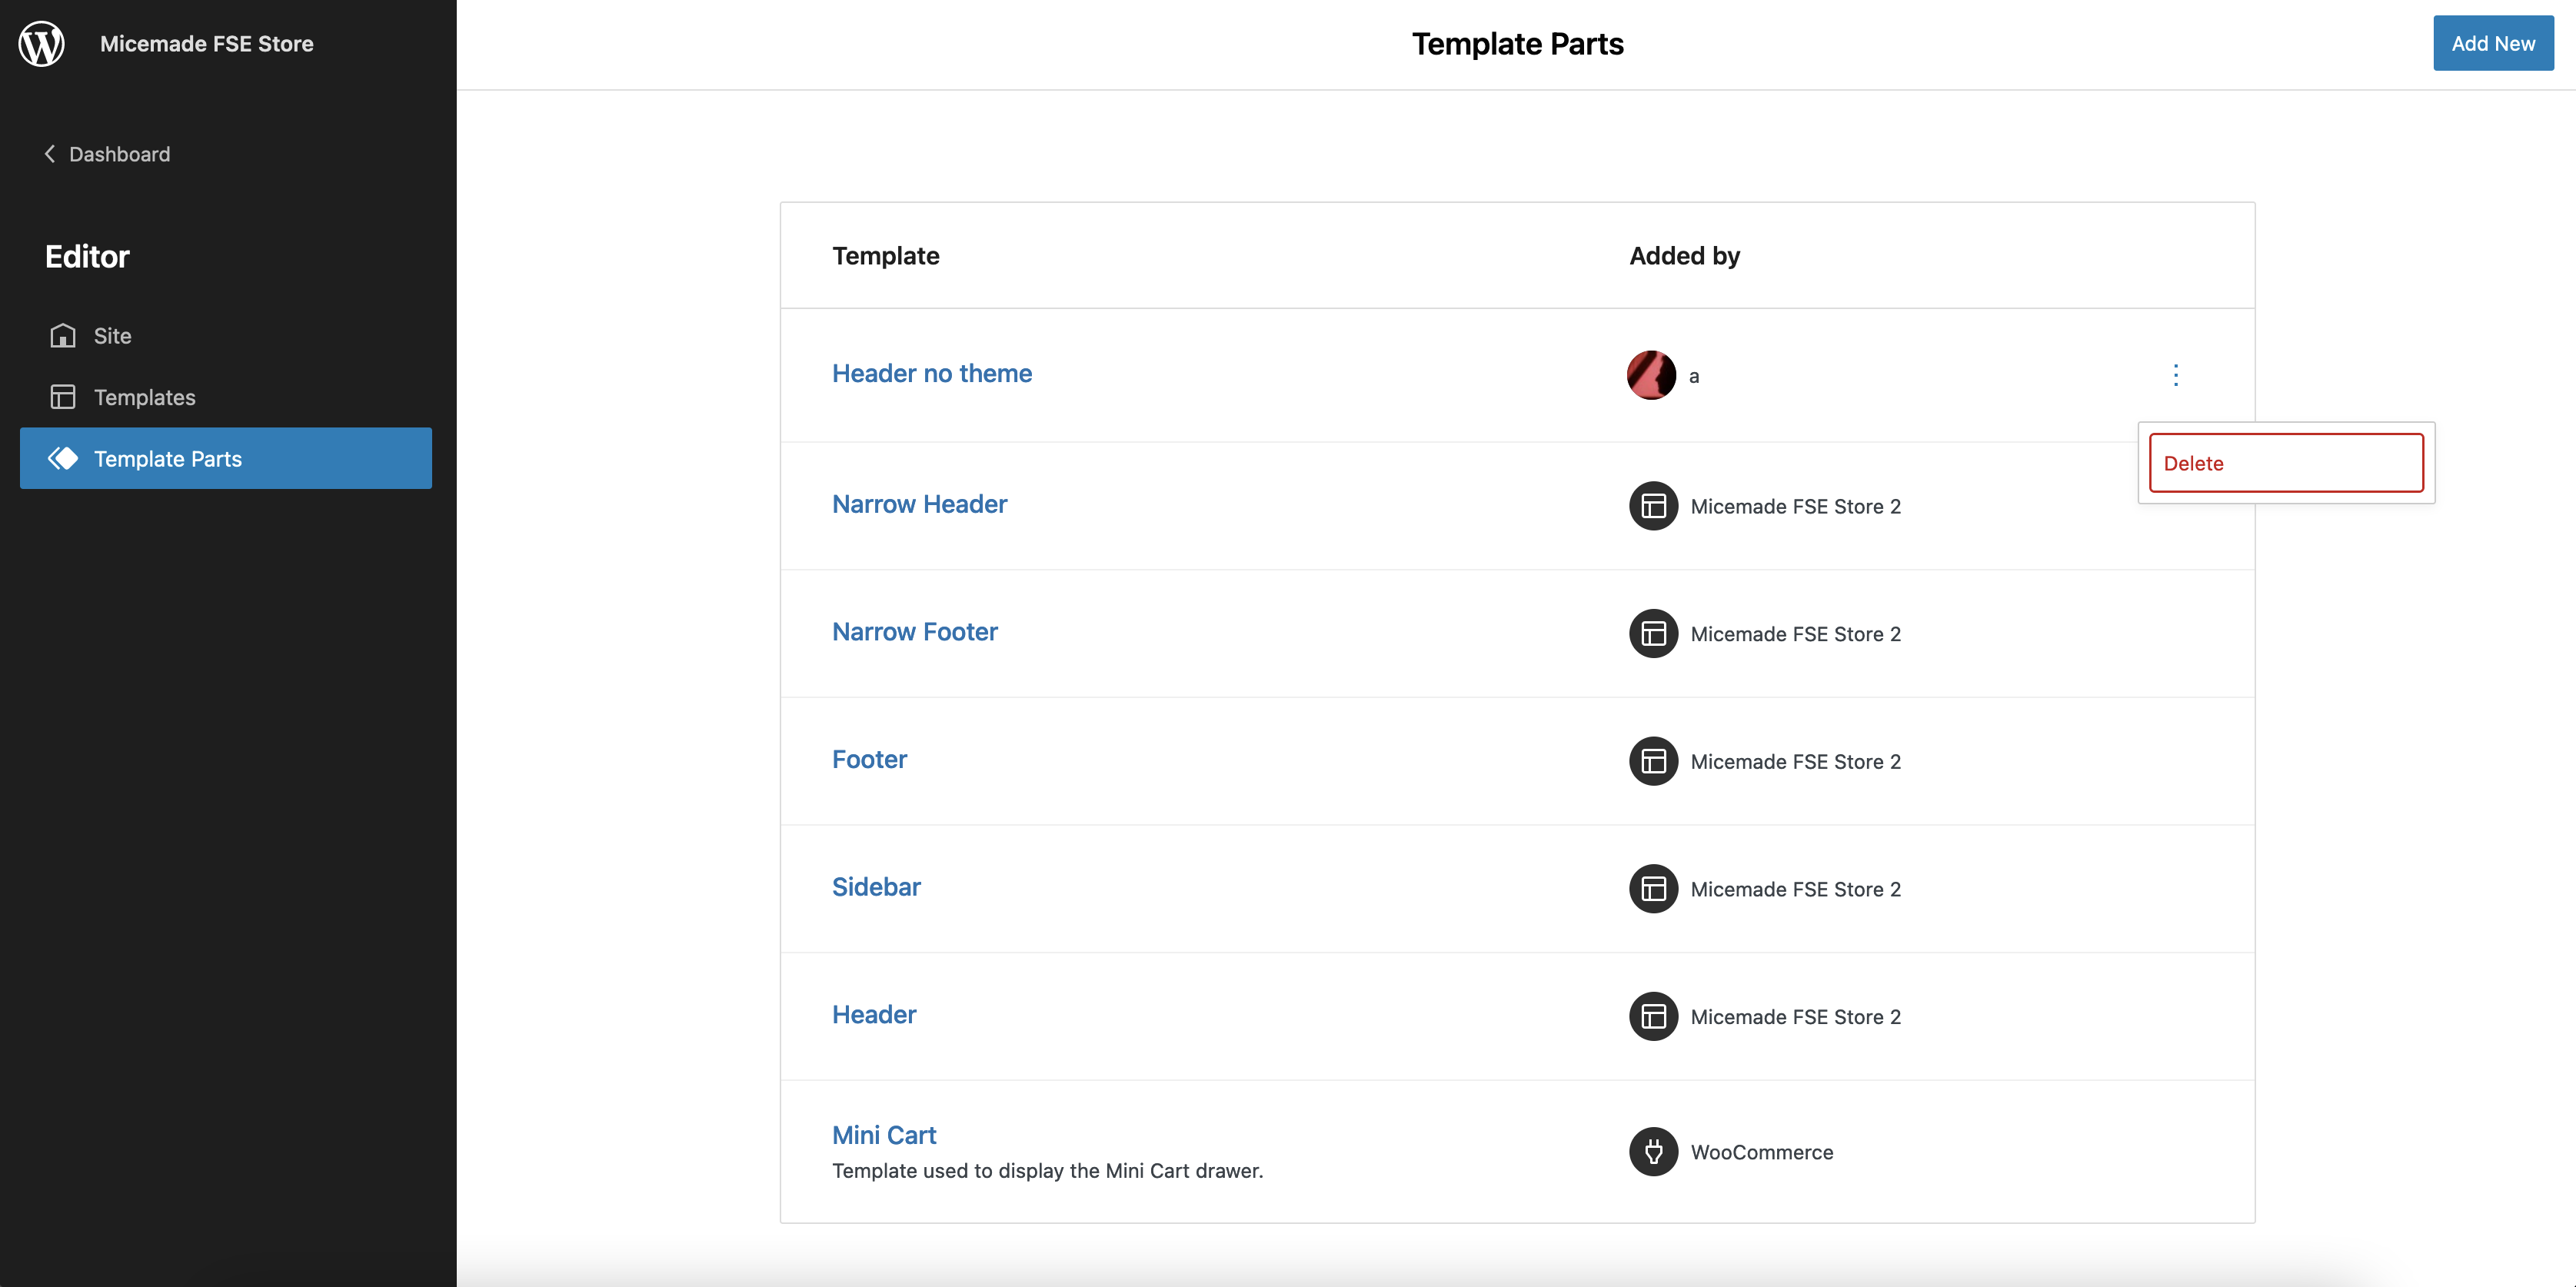 Micemade FSE Store
Template Parts
Add New
Dashboard
Editor
Site
Templates
Template Parts
Template Added by
Header no theme a
Delete
Narrow Header Micemade FSE Store 2
Narrow Footer Micemade FSE Store 2
Footer Micemade FSE Store 2
Sidebar Micemade FSE Store 2
Header Micemade FSE Store 2
Mini Cart
Template used to display the Mini Cart drawer.
WooCommerce